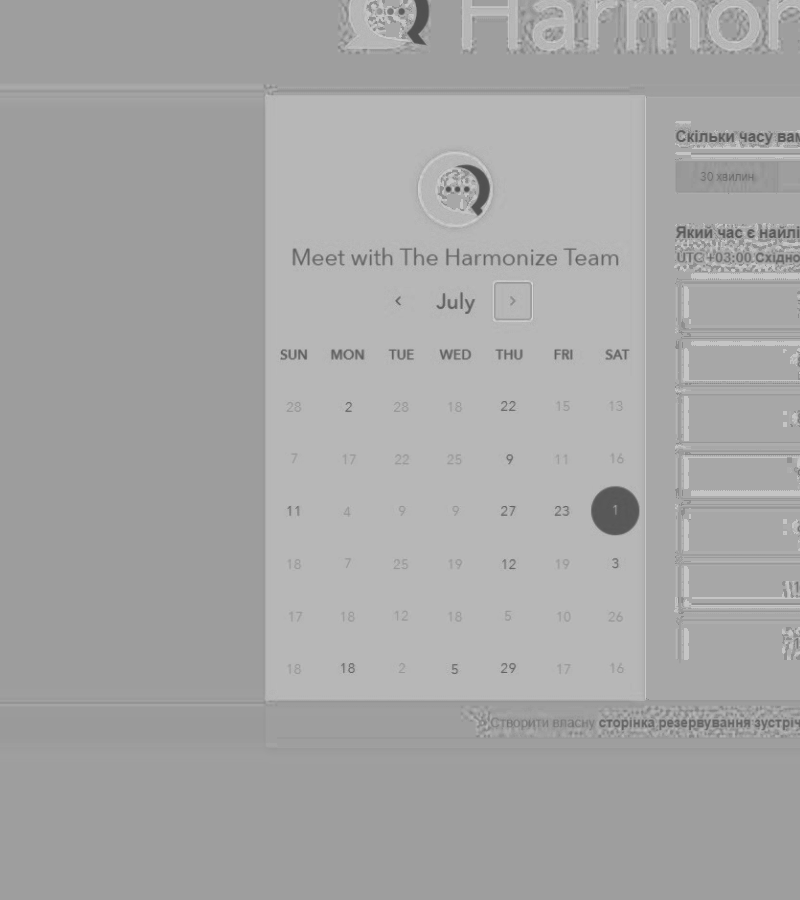 Harmon
Meet with The Harmonize Team
July
SUN MON TUE WED THU FRI SAT
28 2 28 18 22 15 13
7 17 22 25 9 11 16
11 4 9 9 27 23 1
18 7 25 19 12 19 3
17 18 12 18 5 10 26
18 18 2 5 29 17 16
Скільки часу вам
30 хвилин
Який час є найлі
UTC +03:00 Східно
Створити власну сторінка резервування зустріч